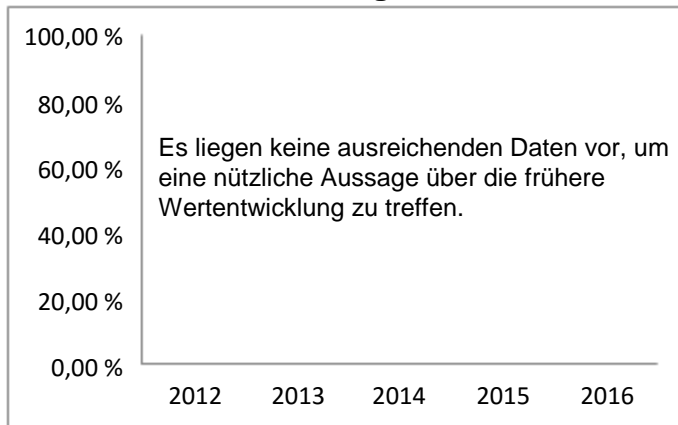 100,00 %
80,00 %
60,00 %
40,00 %
20,00 %
0,00 %
Es liegen keine ausreichenden Daten vor, um
eine nützliche Aussage über die frühere
Wertentwicklung zu treffen.
2012 2013 2014 2015 2016